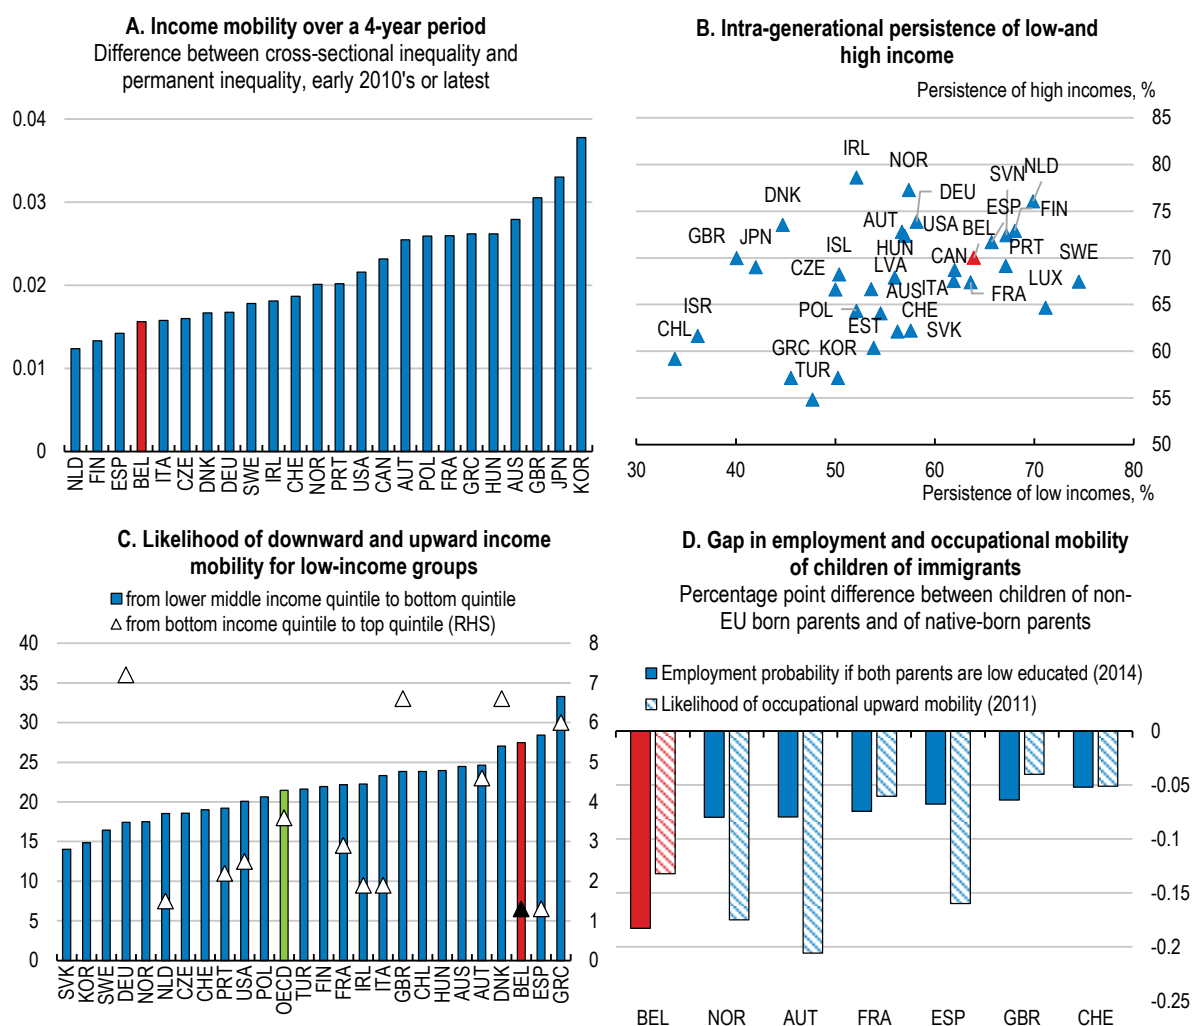 A. Income mobility over a 4-year period
Difference between cross-sectional inequality and
permanent inequality, early 2010's or latest
0.04
0.03
0.02
0.01
0
NLD FIN ESP BEL ITA CZE DNK DEU SWE IRL CHE NOR PRT USA CAN AUT POL FRA GRC HUN AUS GBR JPN KOR
B. Intra-generational persistence of low-and
high income
Persistence of high incomes, %
85
80
75
70
65
60
55
50
IRL
NOR
SVN
NLD
DNK
DEU
ESP
FIN
AUT
USA
BEL
GBR
JPN
ISL
HUN
CAN
PRT
SWE
CZE
LVA
LUX
ISR
POL
AUS
ITA
FRA
CHL
EST
CHE
SVK
GRC
KOR
TUR
30 40 50 60 70 80
Persistence of low incomes, %
C. Likelihood of downward and upward income
mobility for low-income groups
from lower middle income quintile to bottom quintile
from bottom income quintile to top quintile (RHS)
40 8
35 7
30 6
25 5
20 4
15 3
10 2
5 1
0 0
SVK KOR SWE DEU NOR NLD CZE CHE PRT USA POL OECD TUR FIN FRA IRL ITA GBR CHL HUN AUS AUT DNK BEL ESP GRC
D. Gap in employment and occupational mobility
of children of immigrants
Percentage point difference between children of non-
EU born parents and of native-born parents
Employment probability if both parents are low educated (2014)
Likelihood of occupational upward mobility (2011)
0
-0.05
-0.1
-0.15
-0.2
-0.25
BEL NOR AUT FRA ESP GBR CHE